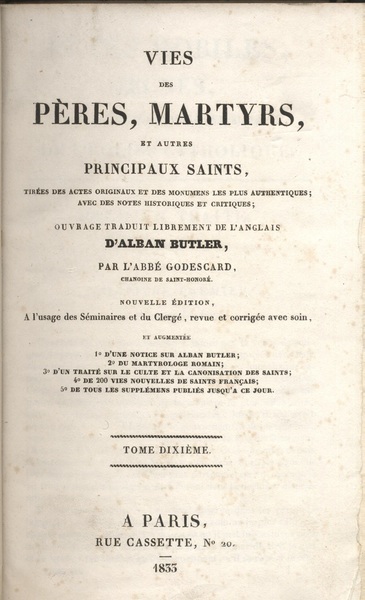 VIES
DES
PÈRES, MARTYRS,
ET AUTRES
PRINCIPAUX SAINTS,
TIRÉES DES ACTES ORIGINAUX ET DES MONUMENS LES PLUS AUTHENTIQUES;
AVEC DES NOTES HISTORIQUES ET CRITIQUES;
OUVRAGE TRADUIT LIBREMENT DE L'ANGLAIS
D'ALBAN BUTLER,
PAR L'ABBÉ GODESCARD,
CHANOINE DE SAINT-HONORÉ.
NOUVELLE ÉDITION,
A l'usage des Séminaires et du Clergé, revue et corrigée avec soin,
ET AUGMENTÉE
1° D'UNE NOTICE SUR ALBAN BUTLER;
2° DU MARTYROLOGE ROMAIN;
3° D'UN TRAITÉ SUR LE CULTE ET LA CANONISATION DES SAINTS;
4° DE 200 VIES NOUVELLES DE SAINTS FRANÇAIS;
5° DE TOUS LES SUPPLÉMENS PUBLIÉS JUSQU'A CE JOUR.
TOME DIXIÈME.
A PARIS,
RUE CASSETTE, N° 20.
1833